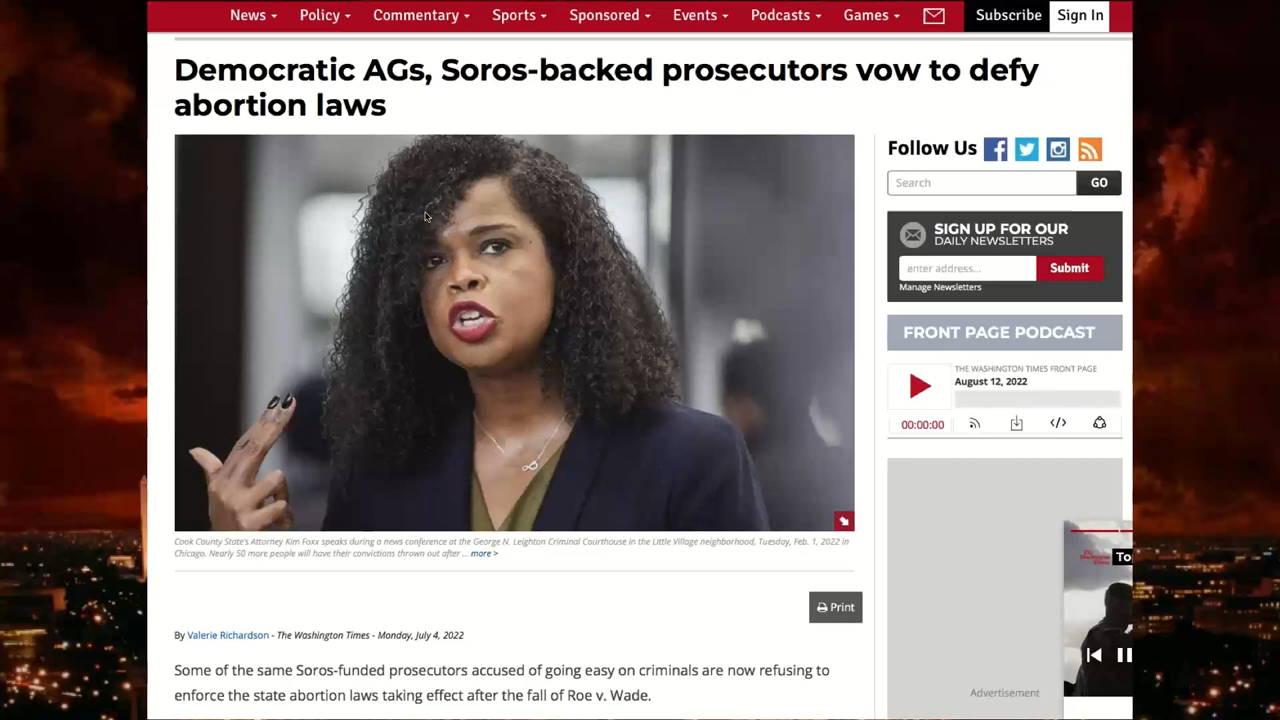 News Policy Commentary Sports Sponsored Events Podcasts Games Subscribe Sign In
Democratic AGs, Soros-backed prosecutors vow to defy
abortion laws
Follow Us
Search GO
SIGN UP FOR OUR
DAILY NEWSLETTERS
enter address... Submit
Manage Newsletters
FRONT PAGE PODCAST
THE WASHINGTON TIMES FRONT PAGE
August 12, 2022
00:00:00
Cook County State's Attorney Kim Foxx speaks during a news conference at the George N. Leighton Criminal Courthouse in the Little Village neighborhood, Tuesday, Feb. 1, 2022 in
Chicago. Nearly 50 more people will have their convictions thrown out after ... more >
To
Print
By Valerie Richardson - The Washington Times - Monday, July 4, 2022
Some of the same Soros-funded prosecutors accused of going easy on criminals are now refusing to
enforce the state abortion laws taking effect after the fall of Roe v. Wade.
Advertisement